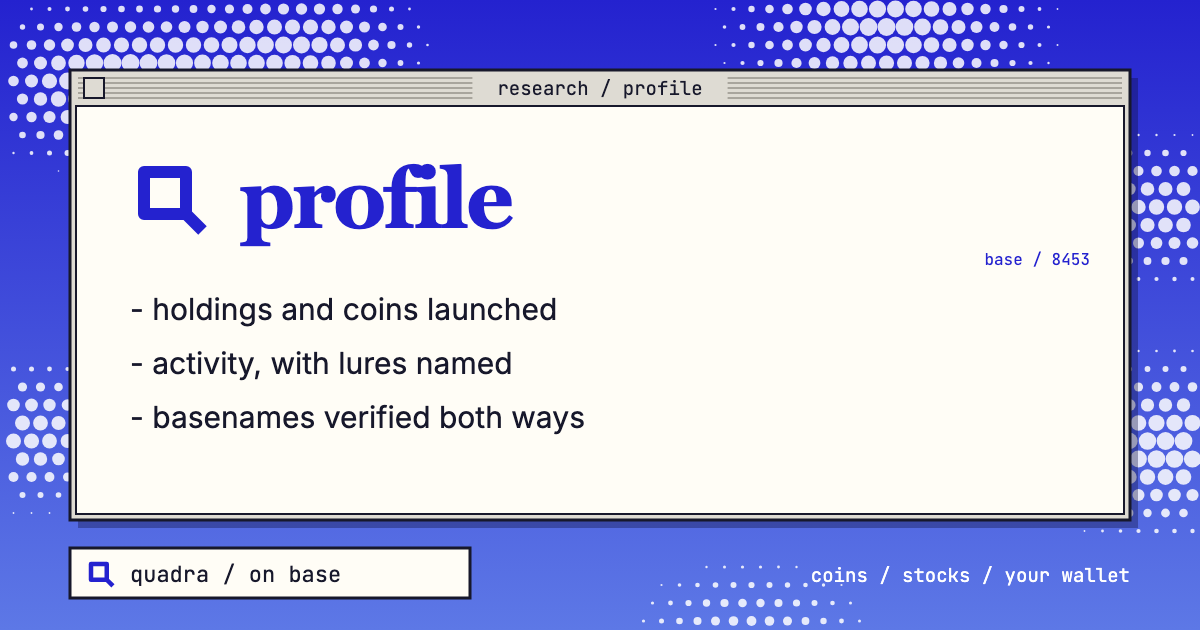 research / profile
profile
base / 8453
- holdings and coins launched
- activity, with lures named
- basenames verified both ways
quadra / on base
coins / stocks / your wallet